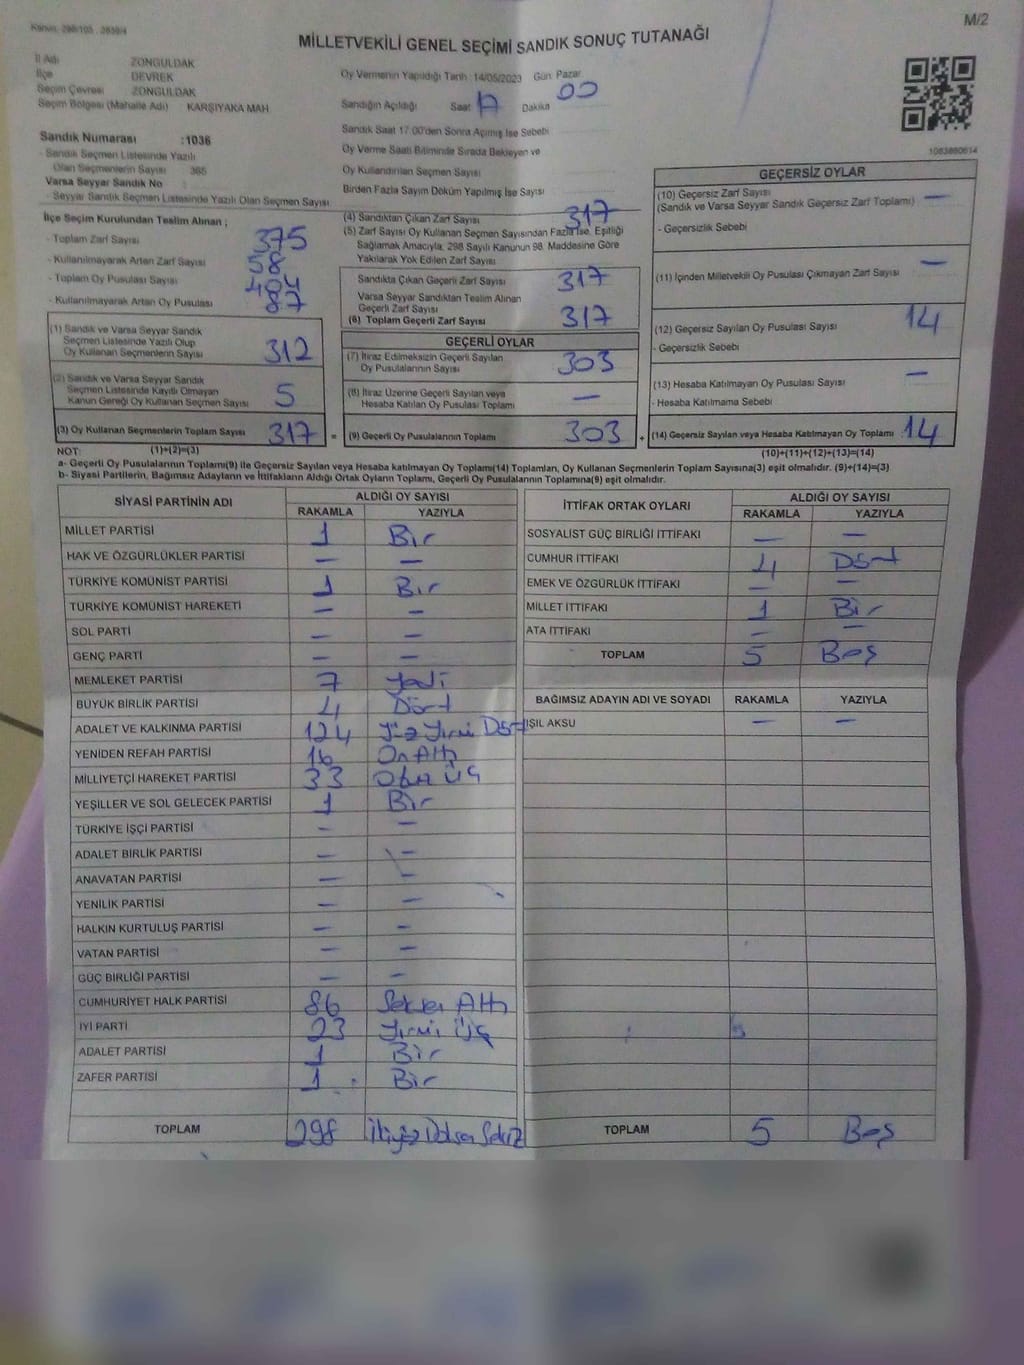 Kanun: 298/105 , 2839/4
M/2
MİLLETVEKİLİ GENEL SEÇİMİ SANDIK SONUÇ TUTANAĞI
İl Adı ZONGULDAK
İlçe DEVREK
Seçim Çevresi ZONGULDAK
Seçim Bölgesi (Mahalle Adı) KARŞIYAKA MAH
Sandık Numarası :1036
- Sandık Seçmen Listesinde Yazılı
Olan Seçmenlerin Sayısı 365
Varsa Seyyar Sandık No
- Seyyar Sandık Seçmen Listesinde Yazılı Olan Seçmen Sayısı
İlçe Seçim Kurulundan Teslim Alınan ;
- Toplam Zarf Sayısı 375
- Kullanılmayarak Artan Zarf Sayısı 58
- Toplam Oy Pusulası Sayısı 404
- Kullanılmayarak Artan Oy Pusulası 87
(1) Sandık ve Varsa Seyyar Sandık
Seçmen Listesinde Yazılı Olup
Oy Kullanan Seçmenlerin Sayısı 312
(2) Sandık ve Varsa Seyyar Sandık
Seçmen Listesinde Kayıtlı Olmayan
Kanun Gereği Oy Kullanan Seçmen Sayısı 5
(3) Oy Kullanan Seçmenlerin Toplam Sayısı 317 =
Oy Vermenin Yapıldığı Tarih :14/05/2023 Gün Pazar
Sandığın Açıldığı Saat 17 Dakika 00
Sandık Saat 17.00'den Sonra Açılmış İse Sebebi
Oy Verme Saati Bitiminde Sırada Bekleyen ve
Oy Kullandırılan Seçmen Sayısı
Birden Fazla Sayım Döküm Yapılmış İse Sayısı
(4) Sandıktan Çıkan Zarf Sayısı 317
(5) Zarf Sayısı Oy Kullanan Seçmen Sayısından Fazla İse, Eşitliği
Sağlamak Amacıyla; 298 Sayılı Kanunun 98. Maddesine Göre
Yakılarak Yok Edilen Zarf Sayısı
Sandıkta Çıkan Geçerli Zarf Sayısı 317
Varsa Seyyar Sandıktan Teslim Alınan
Geçerli Zarf Sayısı
(6) Toplam Geçerli Zarf Sayısı 317
GEÇERLİ OYLAR
(7) İtiraz Edilmeksizin Geçerli Sayılan
Oy Pusulalarının Sayısı 303
(8) İtiraz Üzerine Geçerli Sayılan veya
Hesaba Katılan Oy Pusulası Toplamı —
(9) Geçerli Oy Pusulalarının Toplamı 303 +
1083880614
GEÇERSİZ OYLAR
(10) Geçersiz Zarf Sayısı —
(Sandık ve Varsa Seyyar Sandık Geçersiz Zarf Toplamı)
- Geçersizlik Sebebi
(11) İçinden Milletvekili Oy Pusulası Çıkmayan Zarf Sayısı —
(12) Geçersiz Sayılan Oy Pusulası Sayısı 14
- Geçersizlik Sebebi
(13) Hesaba Katılmayan Oy Pusulası Sayısı —
- Hesaba Katılmama Sebebi
(14) Geçersiz Sayılan veya Hesaba Katılmayan Oy Toplamı 14
NOT: (1)+(2)=(3) (10)+(11)+(12)+(13)=(14)
a- Geçerli Oy Pusulalarının Toplamı(9) ile Geçersiz Sayılan veya Hesaba katılmayan Oy Toplamı(14) Toplamları, Oy Kullanan Seçmenlerin Toplam Sayısına(3) eşit olmalıdır. (9)+(14)=(3)
b- Siyasi Partilerin, Bağımsız Adayların ve İttifakların Aldığı Ortak Oyların Toplamı, Geçerli Oy Pusulalarının Toplamına(9) eşit olmalıdır.
SİYASİ PARTİNİN ADI ALDIĞI OY SAYISI
RAKAMLA YAZIYLA
MİLLET PARTİSİ 1 Bir
HAK VE ÖZGÜRLÜKLER PARTİSİ — —
TÜRKİYE KOMÜNİST PARTİSİ 1 Bir
TÜRKİYE KOMÜNİST HAREKETİ — —
SOL PARTİ — —
GENÇ PARTİ — —
MEMLEKET PARTİSİ 7 Yedi
BÜYÜK BİRLİK PARTİSİ 4 Dört
ADALET VE KALKINMA PARTİSİ 124 Yüz Yirmi Dört
YENİDEN REFAH PARTİSİ 16 On Altı
MİLLİYETÇİ HAREKET PARTİSİ 33 Otuz Üç
YEŞİLLER VE SOL GELECEK PARTİSİ 1 Bir
TÜRKİYE İŞÇİ PARTİSİ — —
ADALET BİRLİK PARTİSİ — —
ANAVATAN PARTİSİ — —
YENİLİK PARTİSİ — —
HALKIN KURTULUŞ PARTİSİ — —
VATAN PARTİSİ — —
GÜÇ BİRLİĞİ PARTİSİ — —
CUMHURİYET HALK PARTİSİ 86 Seksen Altı
İYİ PARTİ 23 Yirmi Üç
ADALET PARTİSİ 1 Bir
ZAFER PARTİSİ 1 Bir
TOPLAM 298 İkiyüz Doksan Sekiz
İTTİFAK ORTAK OYLARI ALDIĞI OY SAYISI
RAKAMLA YAZIYLA
SOSYALİST GÜÇ BİRLİĞİ İTTİFAKI — —
CUMHUR İTTİFAKI 4 Dört
EMEK VE ÖZGÜRLÜK İTTİFAKI — —
MİLLET İTTİFAKI 1 Bir
ATA İTTİFAKI — —
TOPLAM 5 Beş
BAĞIMSIZ ADAYIN ADI VE SOYADI RAKAMLA YAZIYLA
IŞIL AKSU — —
TOPLAM 5 Beş